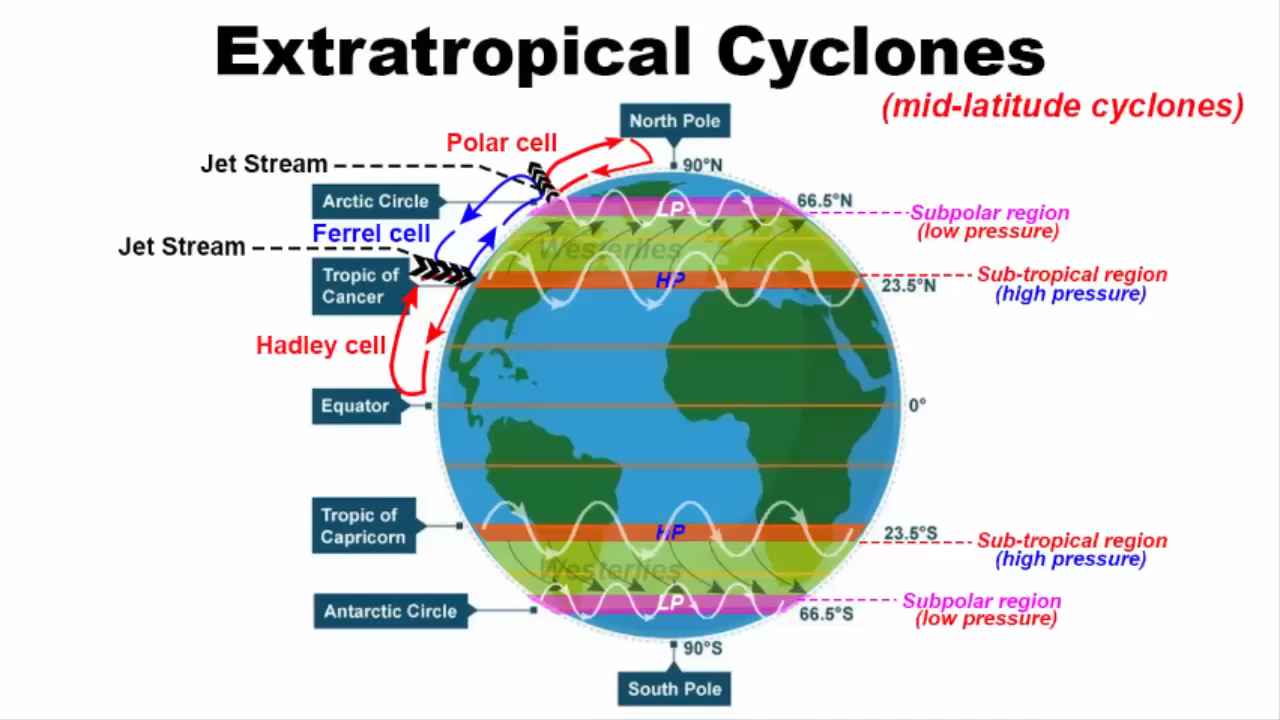 Extratropical Cyclones
(mid-latitude cyclones)
North Pole
Polar cell
Jet Stream
90°N
Arctic Circle
66.5°N
LP
Subpolar region
(low pressure)
Ferrel cell
Jet Stream
Westerlies
Tropic of
Cancer
HP
Sub-tropical region
(high pressure)
23.5°N
Hadley cell
Equator
0°
Tropic of
Capricorn
HP
23.5°S
Sub-tropical region
(high pressure)
Westerlies
Antarctic Circle
LP
66.5°S
Subpolar region
(low pressure)
90°S
South Pole